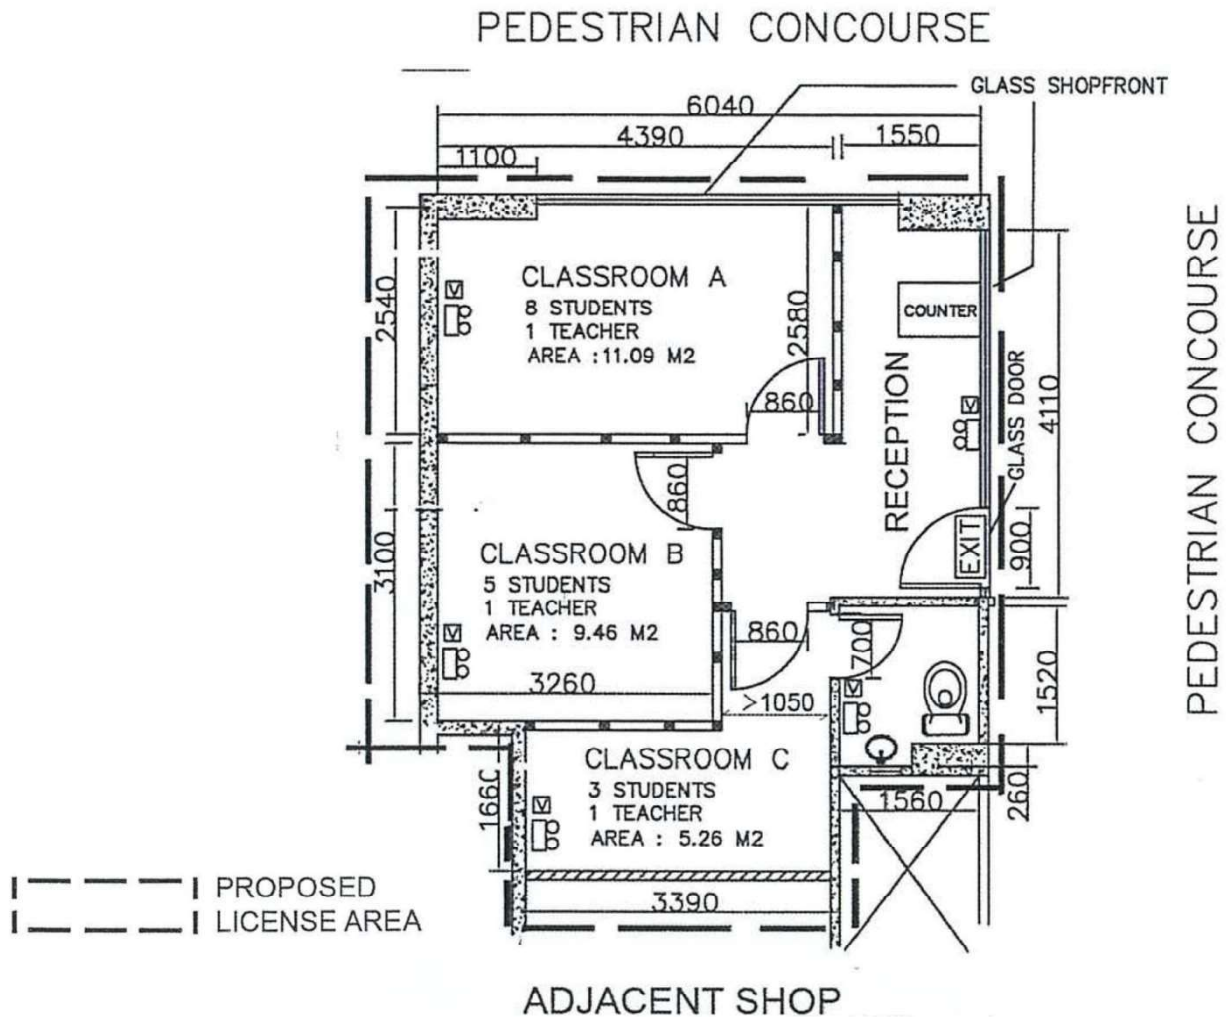 PEDESTRIAN CONCOURSE
GLASS SHOPFRONT
6040
4390
1550
1100
CLASSROOM A
8 STUDENTS
1 TEACHER
AREA :11.09 M2
V
2540
2580
860
COUNTER
RECEPTION
V
GLASS DOOR
4110
PEDESTRIAN CONCOURSE
860
3100
CLASSROOM B
5 STUDENTS
1 TEACHER
AREA : 9.46 M2
V
3260
EXIT
900
860
700
>1050
V
1520
CLASSROOM C
3 STUDENTS
1 TEACHER
AREA : 5.26 M2
V
1660
1560
260
3390
PROPOSED
LICENSE AREA
ADJACENT SHOP